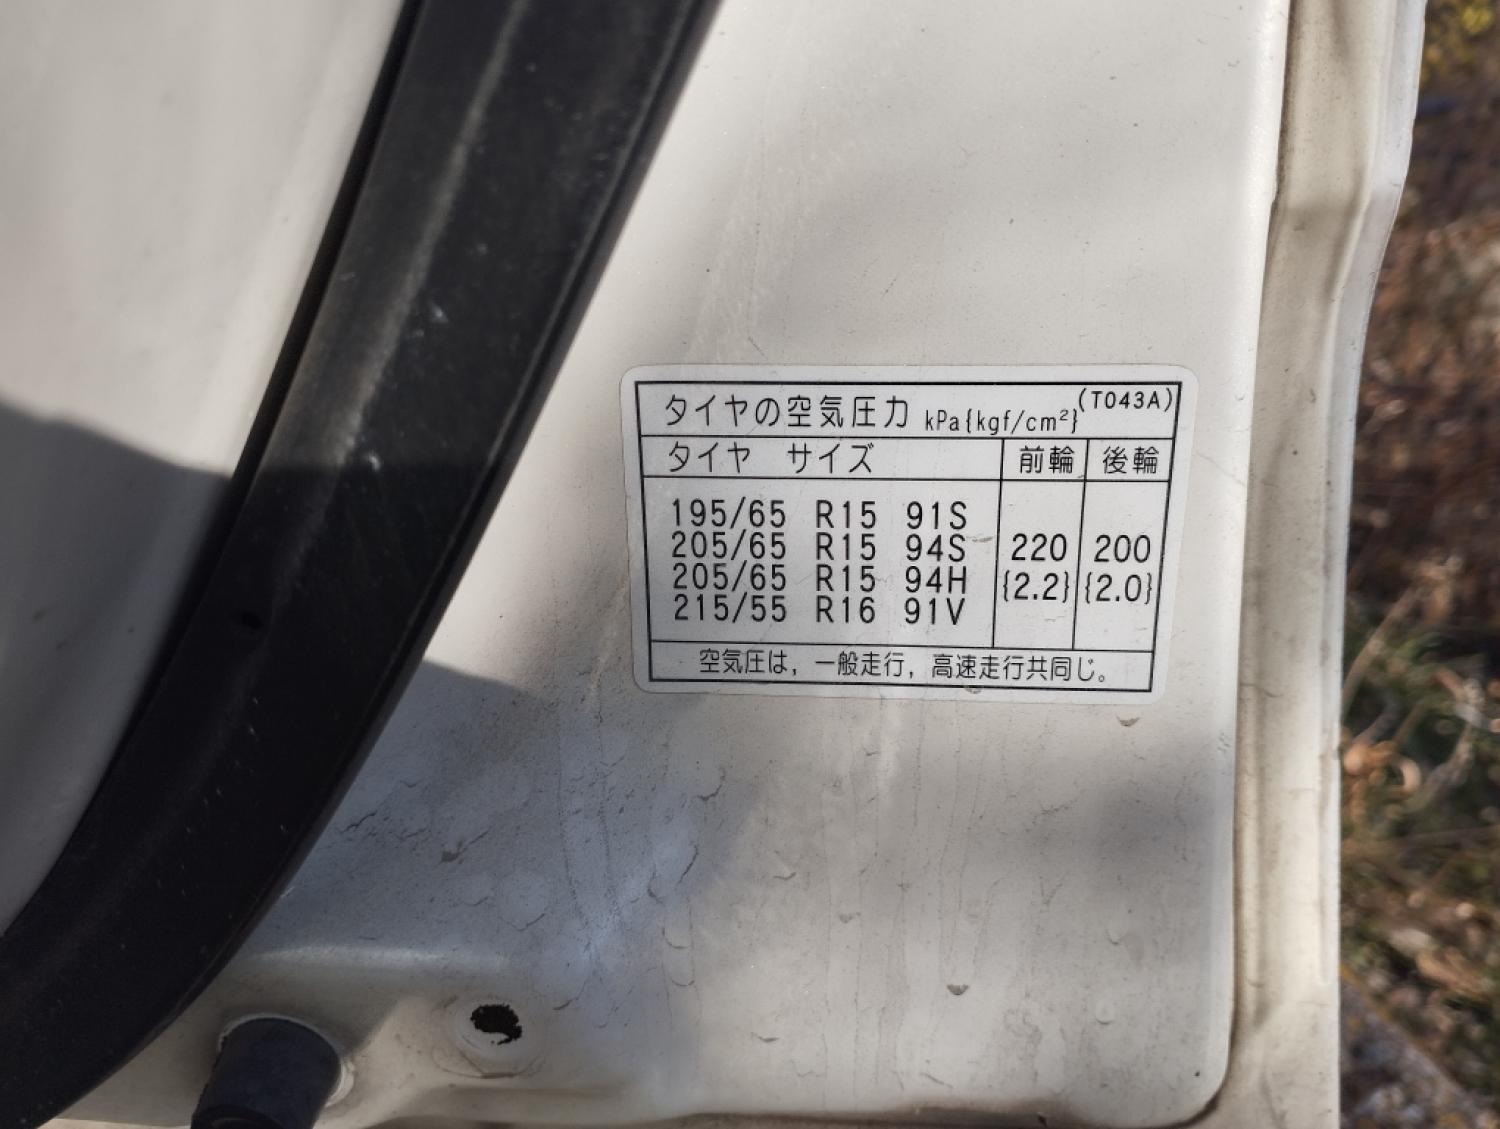 タイヤの空気圧力 kPa{kgf/cm²} (T043A)
タイヤ サイズ 前輪 後輪
195/65 R15 91S
205/65 R15 94S 220 200
205/65 R15 94H {2.2} {2.0}
215/55 R16 91V
空気圧は，一般走行，高速走行共同じ。